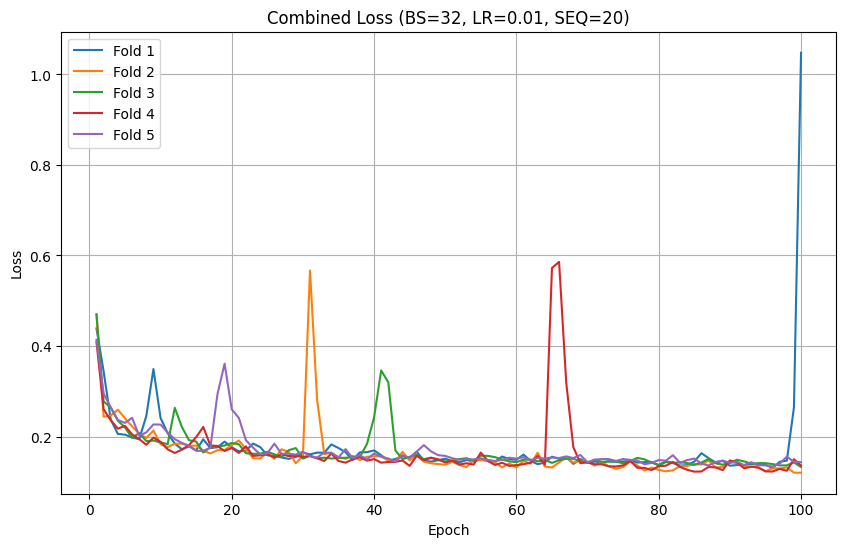 Combined Loss (BS=32, LR=0.01, SEQ=20)
Fold 1
Fold 2
Fold 3
Fold 4
Fold 5
Loss
1.0
0.8
0.6
0.4
0.2
0 20 40 60 80 100
Epoch